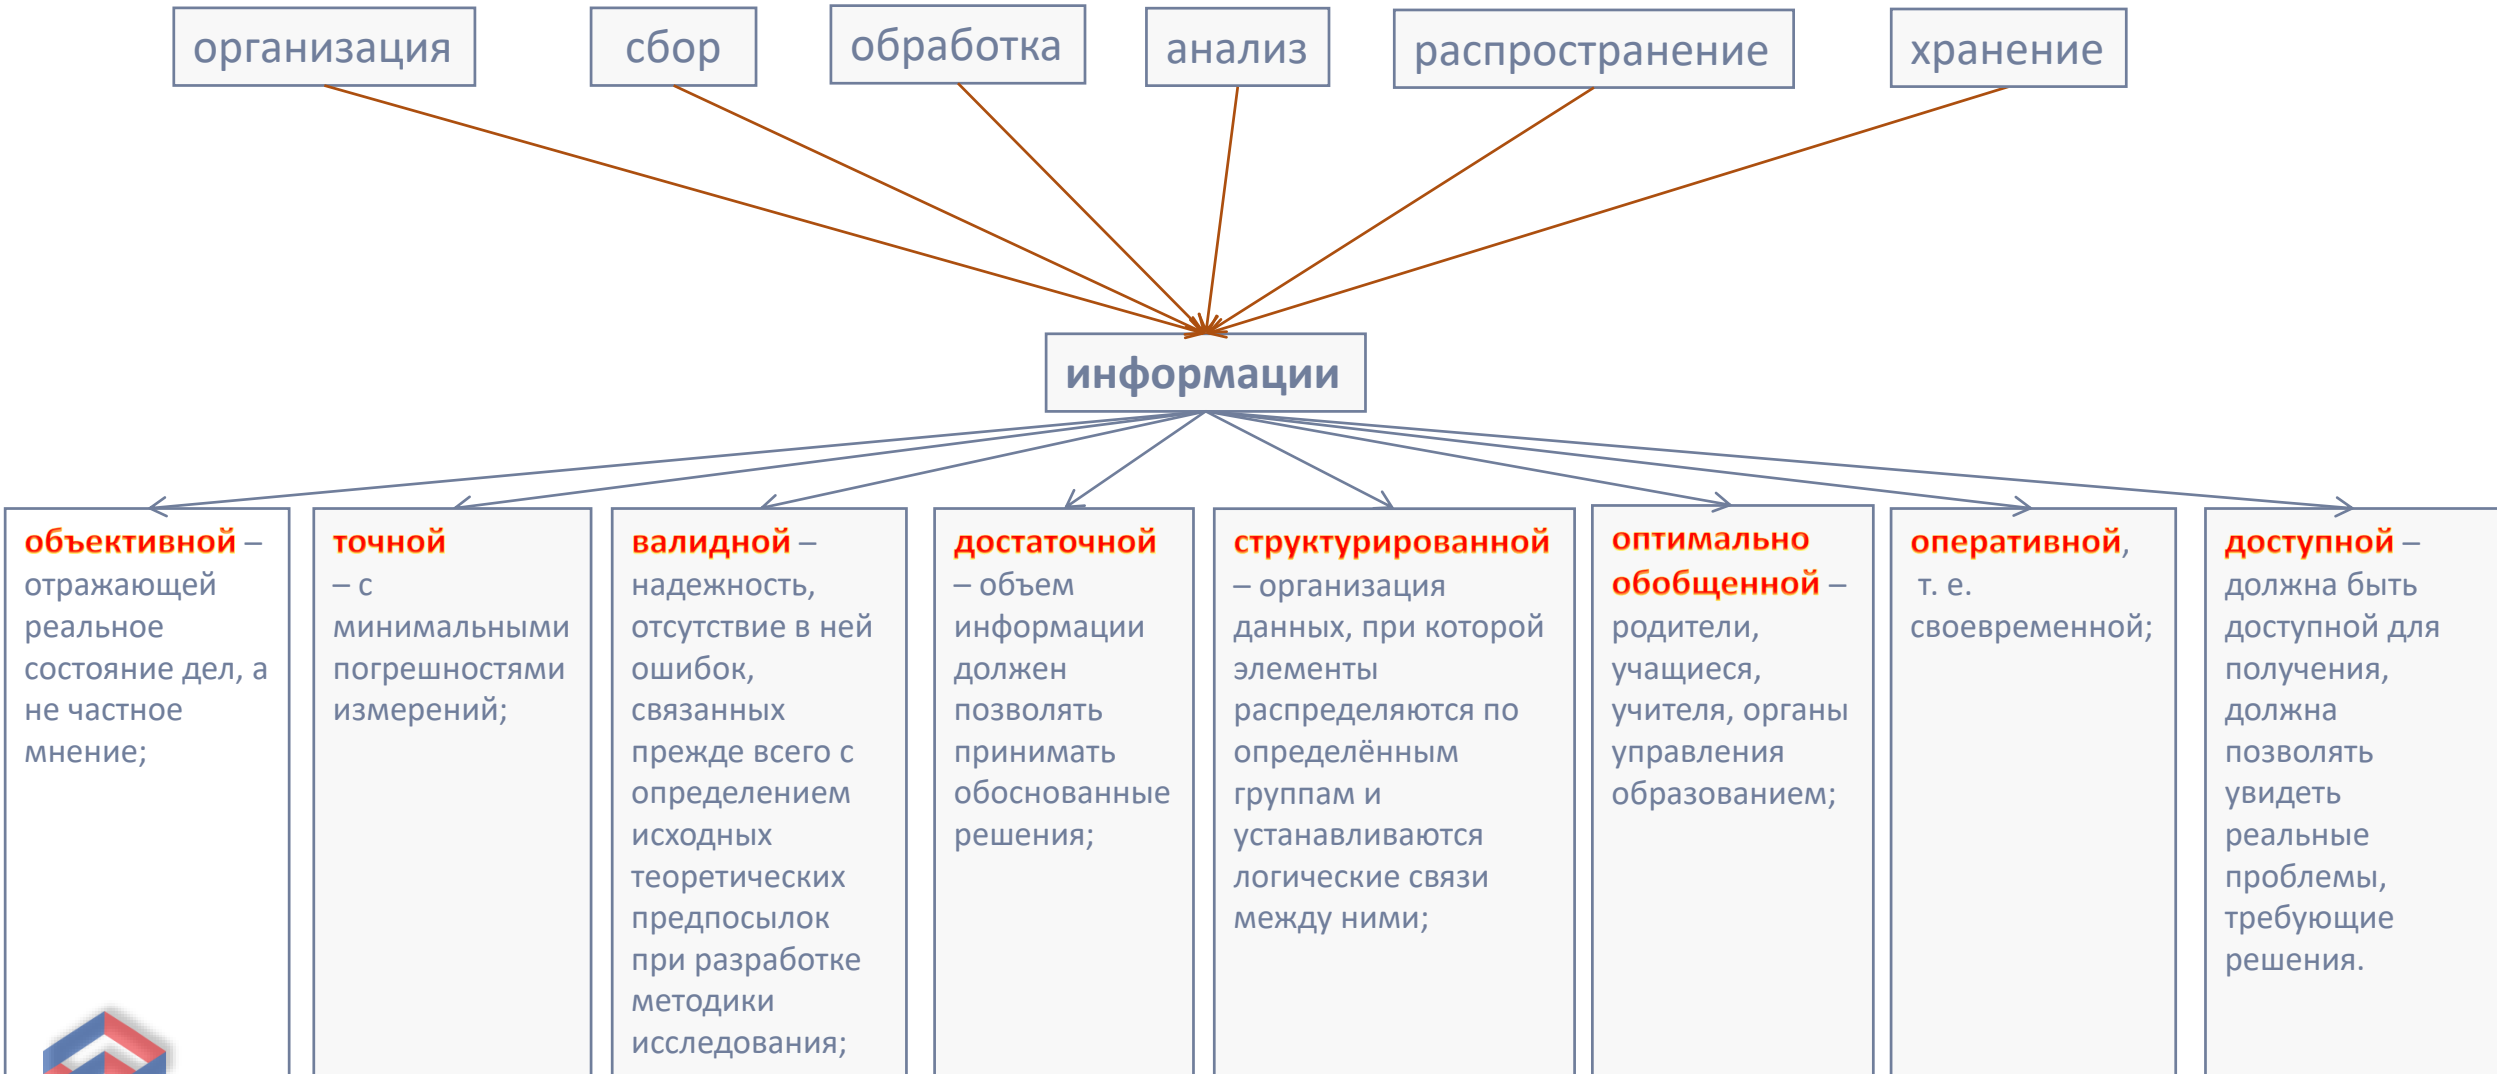 организация
сбор
обработка
анализ
распространение
хранение
информации
объективной –
отражающей
реальное
состояние дел, а
не частное
мнение;
точной
– с
минимальными
погрешностями
измерений;
валидной –
надежность,
отсутствие в ней
ошибок,
связанных
прежде всего с
определением
исходных
теоретических
предпосылок
при разработке
методики
исследования;
достаточной
– объем
информации
должен
позволять
принимать
обоснованные
решения;
структурированной
– организация
данных, при которой
элементы
распределяются по
определённым
группам и
устанавливаются
логические связи
между ними;
оптимально
обобщенной –
родители,
учащиеся,
учителя, органы
управления
образованием;
оперативной,
т. е.
своевременной;
доступной –
должна быть
доступной для
получения,
должна
позволять
увидеть
реальные
проблемы,
требующие
решения.